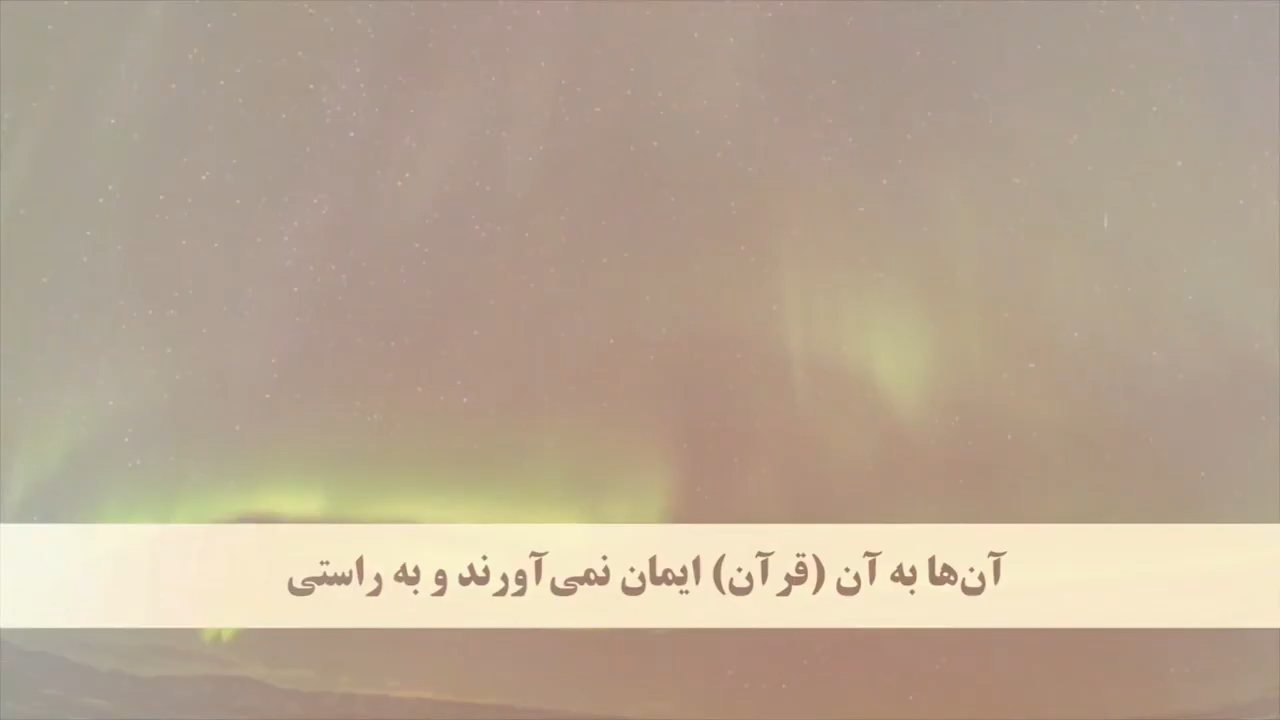 آن‌ها به آن (قرآن) ایمان نمی‌آورند و به راستی